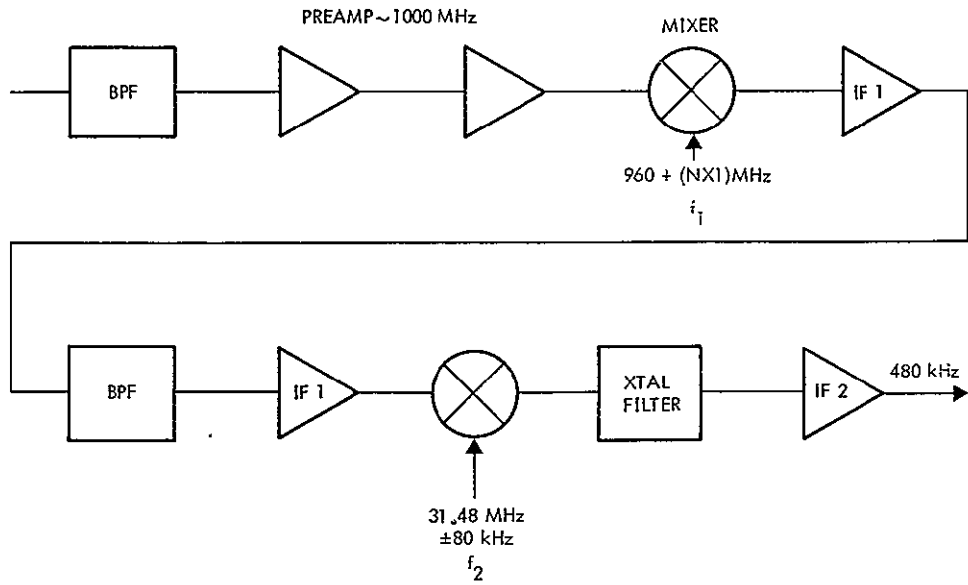 PREAMP~1000 MHz
MIXER
BPF
IF 1
960 + (NX1)MHz
f1
BPF
IF 1
XTAL
FILTER
IF 2
480 kHz
31.48 MHz
±80 kHz
f2